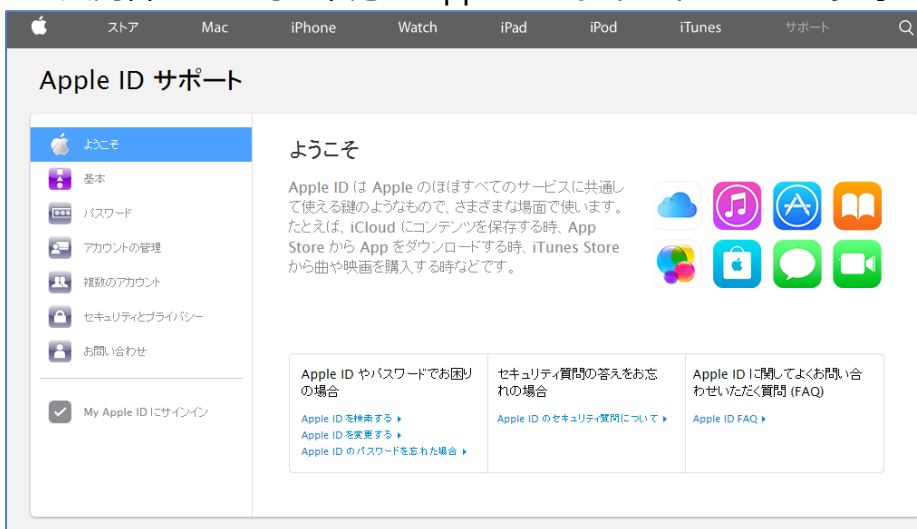 ストア Mac iPhone Watch iPad iPod iTunes サポート
Apple ID サポート
ようこそ
基本
パスワード
アカウントの管理
複数のアカウント
セキュリティとプライバシー
お問い合わせ
My Apple ID にサインイン
ようこそ
Apple ID は Apple のほぼすべてのサービスに共通し
て使える鍵のようなもので、さまざまな場面で使います。
たとえば、iCloud にコンテンツを保存する時、App
Store から App をダウンロードする時、iTunes Store
から曲や映画を購入する時などです。
Apple ID やパスワードでお困り
の場合
Apple ID を検索する
Apple ID を変更する
Apple ID のパスワードを忘れた場合
セキュリティ質問の答えをお忘
れの場合
Apple ID のセキュリティ質問について
Apple ID に関してよくお問い合
わせいただく質問 (FAQ)
Apple ID FAQ